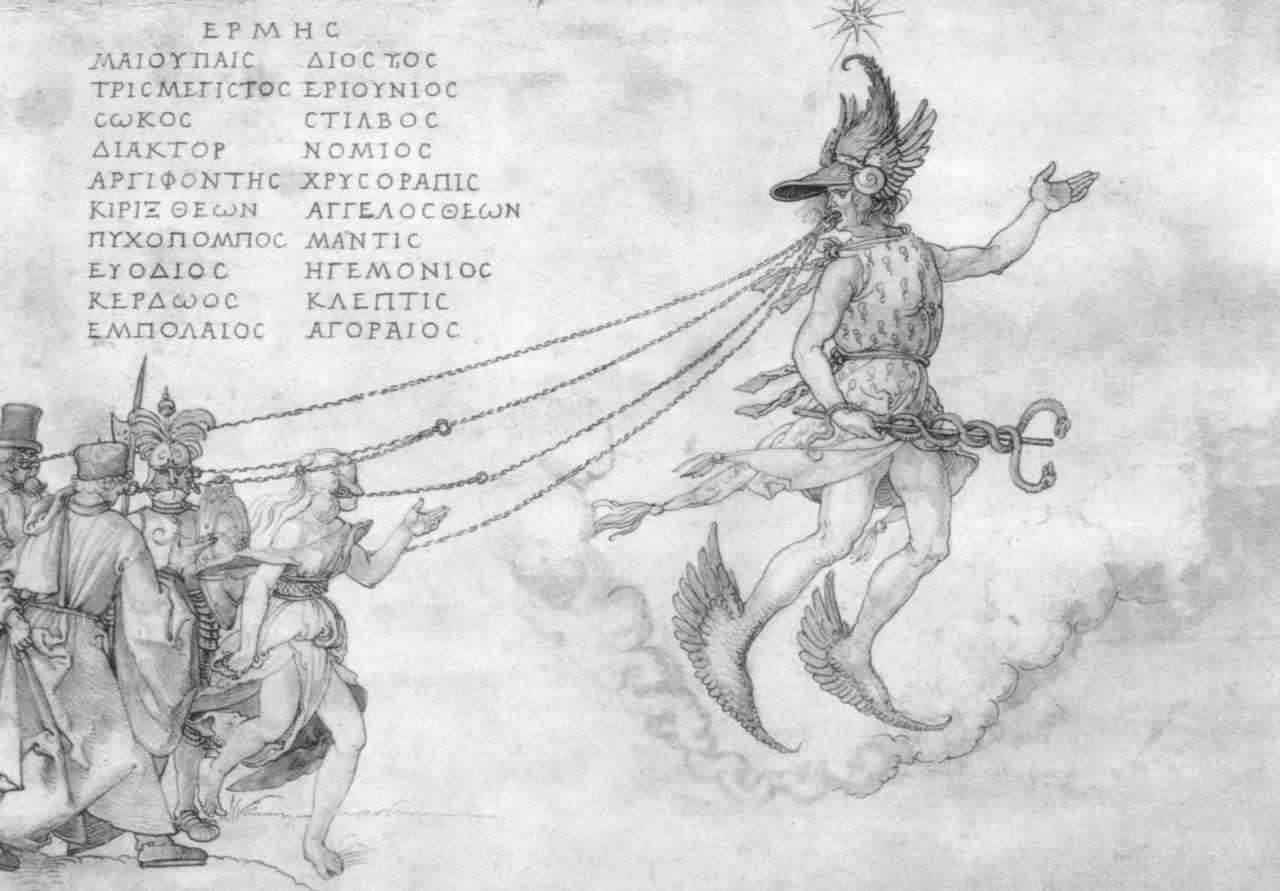 ΕΡΜΗϹ
ΜΑΙΟΥΠΑΙϹ ΔΙΟϹ ΥΟϹ
ΤΡΙϹΜΕΓΙϹΤΟϹ ΕΡΙΟΥΝΙΟϹ
ϹΩΚΟϹ ϹΤΙΛΒΟϹ
ΔΙΑΚΤΟΡ ΝΟΜΙΟϹ
ΑΡΓΙΦΟΝΤΗϹ ΧΡΥϹΟΡΑΠΙϹ
ΚΙΡΙΞ ΘΕΩΝ ΑΓΓΕΛΟϹ ΘΕΩΝ
ΠΥΧΟΠΟΜΠΟϹ ΜΑΝΤΙϹ
ΕΥΟΔΙΟϹ ΗΓΕΜΟΝΙΟϹ
ΚΕΡΔΩΟϹ ΚΛΕΠΤΙϹ
ΕΜΠΟΛΑΙΟϹ ΑΓΟΡΑΙΟϹ